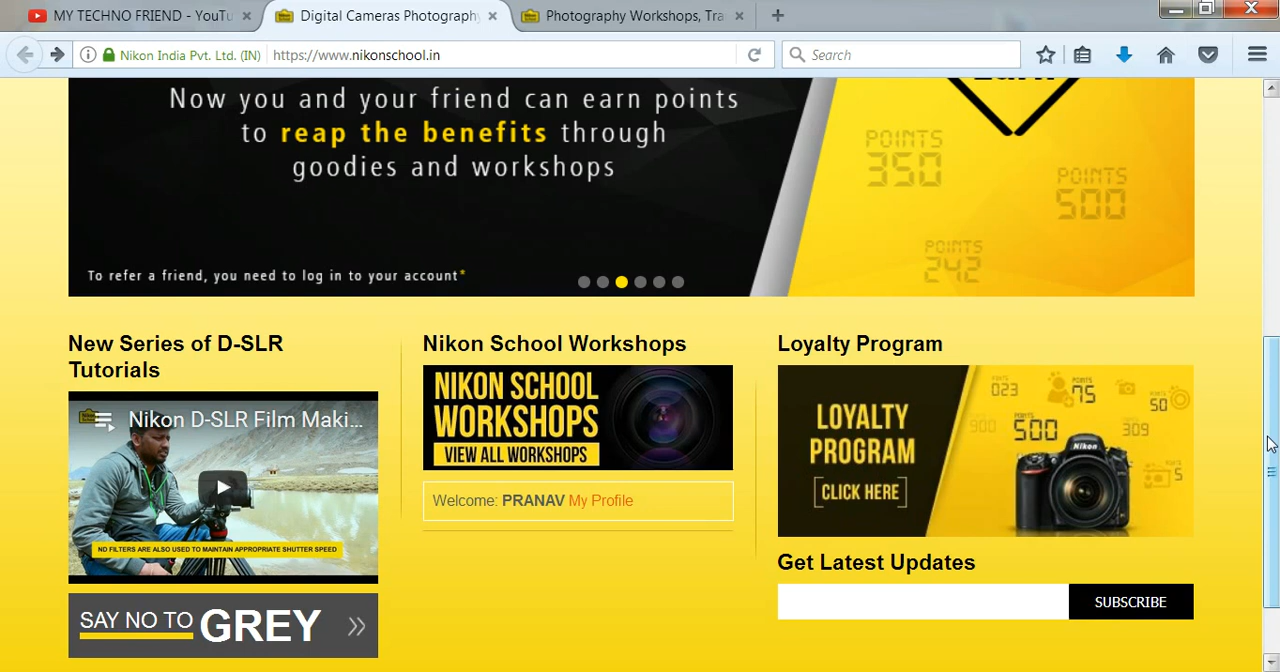 MY TECHNO FRIEND - YouTu
Digital Cameras Photography
Photography Workshops, Tra
Nikon India Pvt. Ltd. (IN)
https://www.nikonschool.in
Search
Now you and your friend can earn points
to reap the benefits through
goodies and workshops
To refer a friend, you need to log in to your account*
POINTS
350
POINTS
500
POINTS
242
New Series of D-SLR
Tutorials
Nikon D-SLR Film Maki...
ND FILTERS ARE ALSO USED TO MAINTAIN APPROPRIATE SHUTTER SPEED
SAY NO TO GREY
Nikon School Workshops
NIKON SCHOOL
WORKSHOPS
VIEW ALL WORKSHOPS
Welcome: PRANAV My Profile
Loyalty Program
LOYALTY
PROGRAM
CLICK HERE
023
POINTS
75
50
900
POINTS
500
309
5
Nikon
Get Latest Updates
SUBSCRIBE